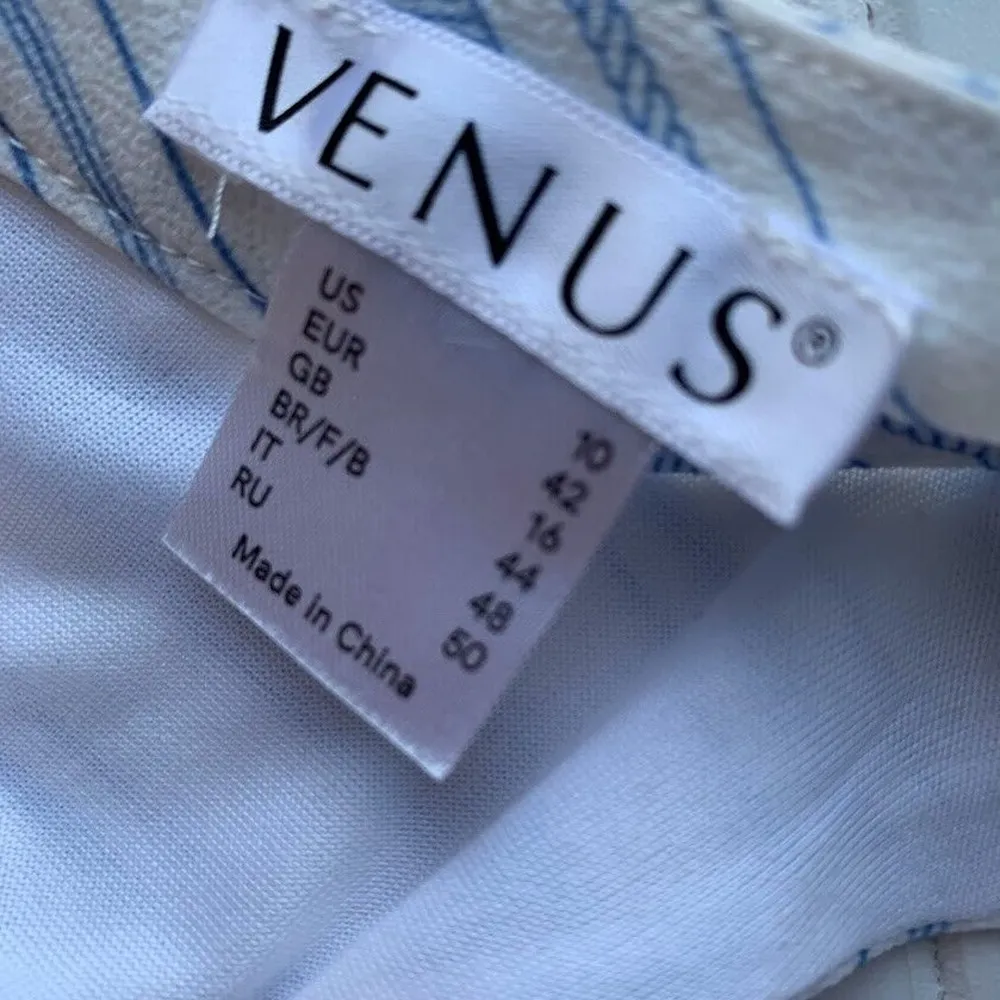 VENUS®
US 10
EUR 42
GB 16
BR/F/B 44
IT 48
RU 50
Made in China